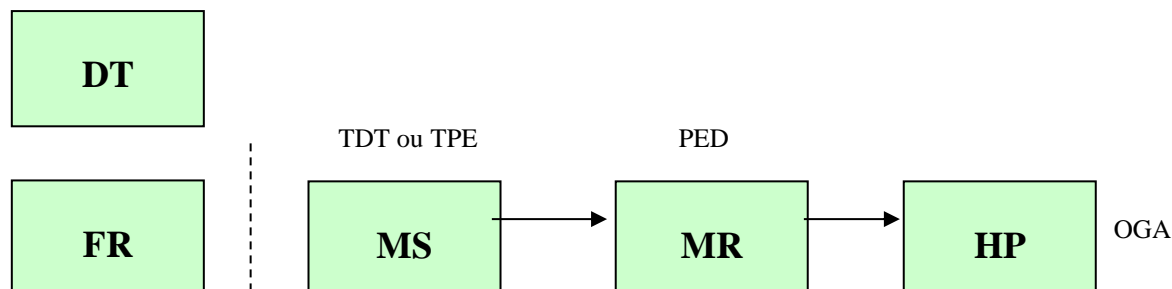 DT
TDT ou TPE
PED
FR
MS
MR
HP
OGA